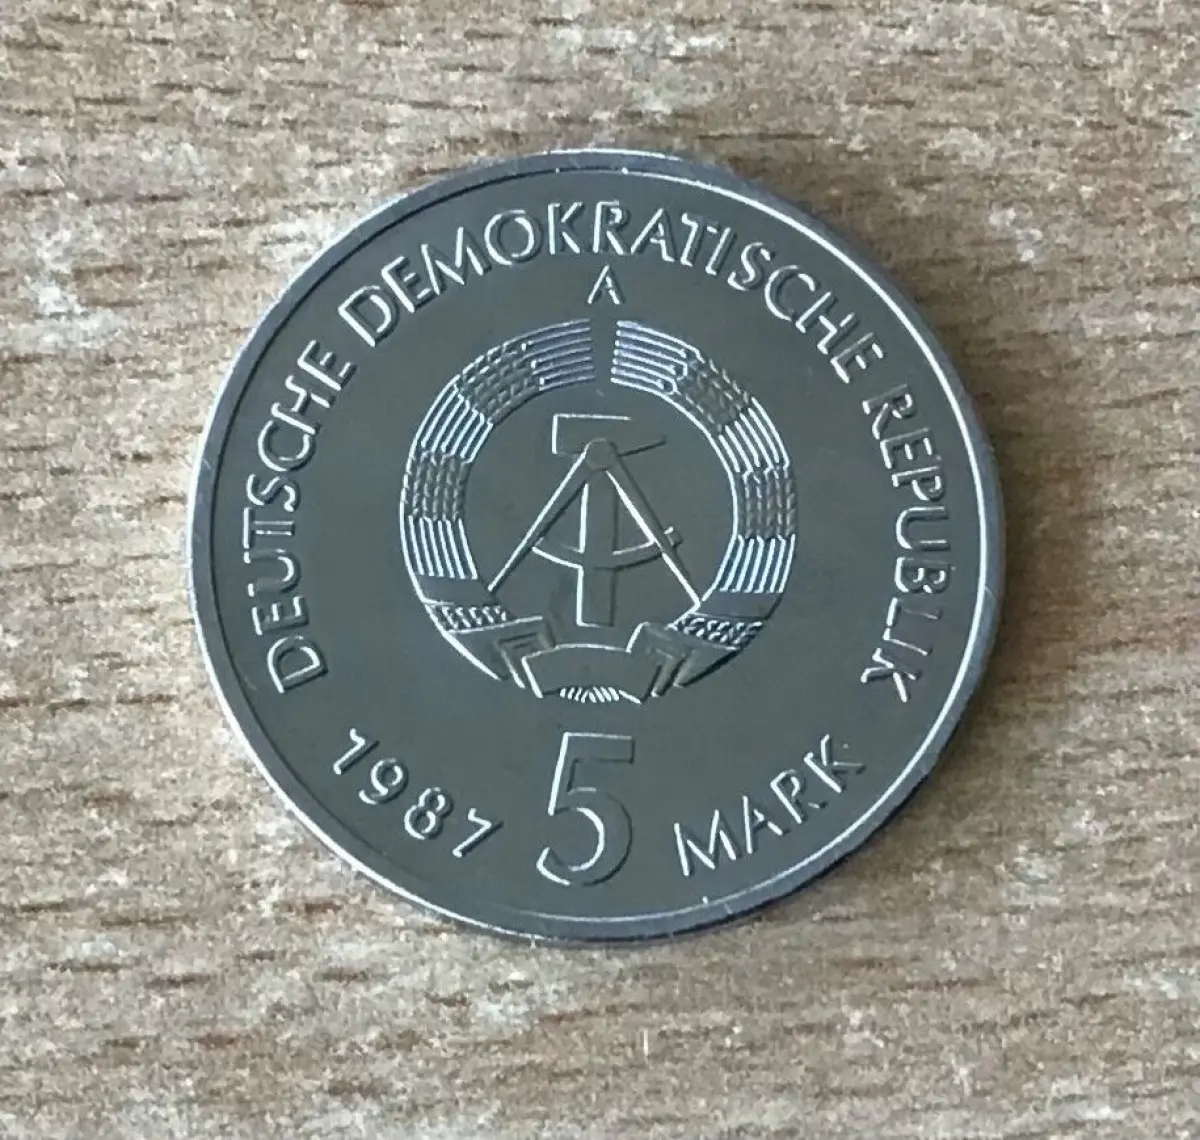 DEUTSCHE DEMOKRATISCHE REPUBLIK
A
1987 5 MARK